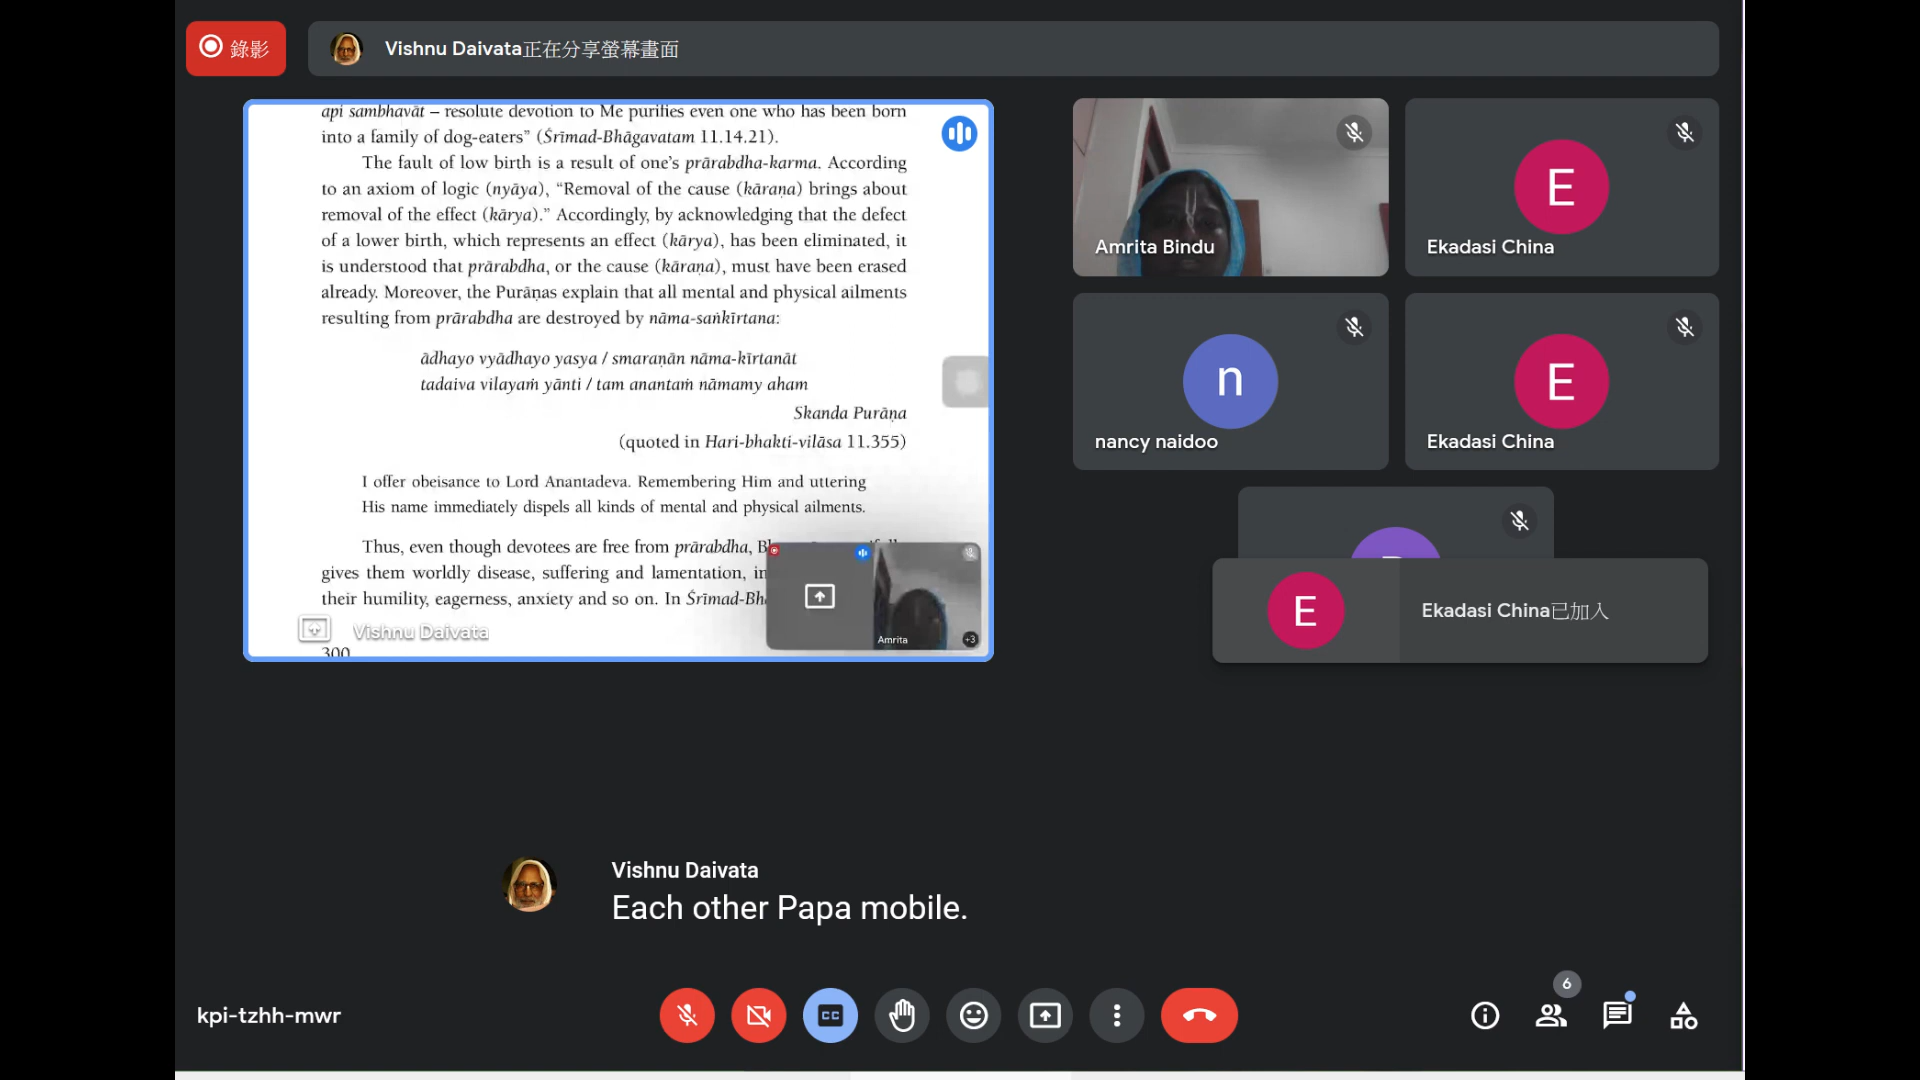 錄影
Vishnu Daivata正在分享螢幕畫面
api sambhavāt – resolute devotion to Me purifies even one who has been born
into a family of dog-eaters” (Śrīmad-Bhāgavatam 11.14.21).
The fault of low birth is a result of one’s prārabdha-karma. According
to an axiom of logic (nyāya), “Removal of the cause (kāraṇa) brings about
removal of the effect (kārya).” Accordingly, by acknowledging that the defect
of a lower birth, which represents an effect (kārya), has been eliminated, it
is understood that prārabdha, or the cause (kāraṇa), must have been erased
already. Moreover, the Purāṇas explain that all mental and physical ailments
resulting from prārabdha are destroyed by nāma-saṅkīrtana:
ādhayo vyādhayo yasya / smaraṇān nāma-kīrtanāt
tadaiva vilayaṁ yānti / tam anantaṁ nāmamy aham
Skanda Purāṇa
(quoted in Hari-bhakti-vilāsa 11.355)
I offer obeisance to Lord Anantadeva. Remembering Him and uttering
His name immediately dispels all kinds of mental and physical ailments.
Thus, even though devotees are free from prārabdha,
gives them worldly disease, suffering and lamentation,
their humility, eagerness, anxiety and so on. In
Vishnu Daivata
300
Amrita
+3
Amrita Bindu
E
Ekadasi China
n
nancy naidoo
E
Ekadasi China
E
Ekadasi China已加入
Vishnu Daivata
Each other Papa mobile.
kpi-tzhh-mwr
CC
6